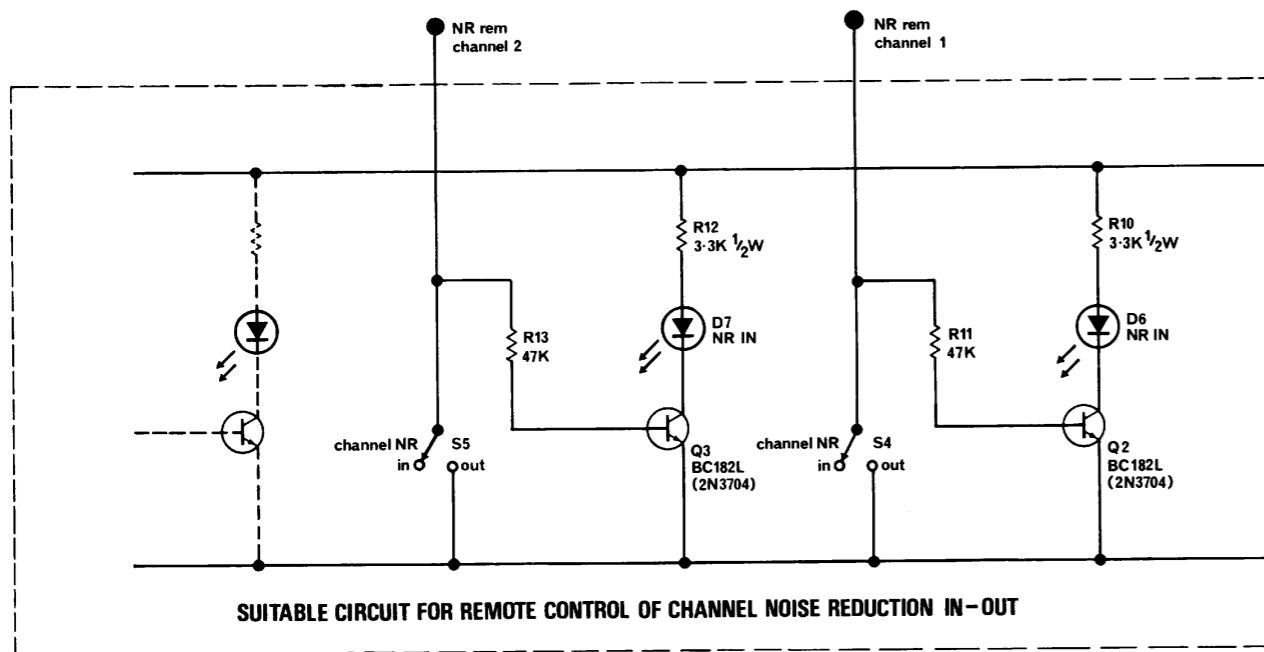 NR rem
channel 2
NR rem
channel 1
R12
3·3K ½W
R10
3·3K ½W
R13
47K
D7
NR IN
R11
47K
D6
NR IN
channel NR
in
S5
out
Q3
BC182L
(2N3704)
channel NR
in
S4
out
Q2
BC182L
(2N3704)
SUITABLE CIRCUIT FOR REMOTE CONTROL OF CHANNEL NOISE REDUCTION IN-OUT